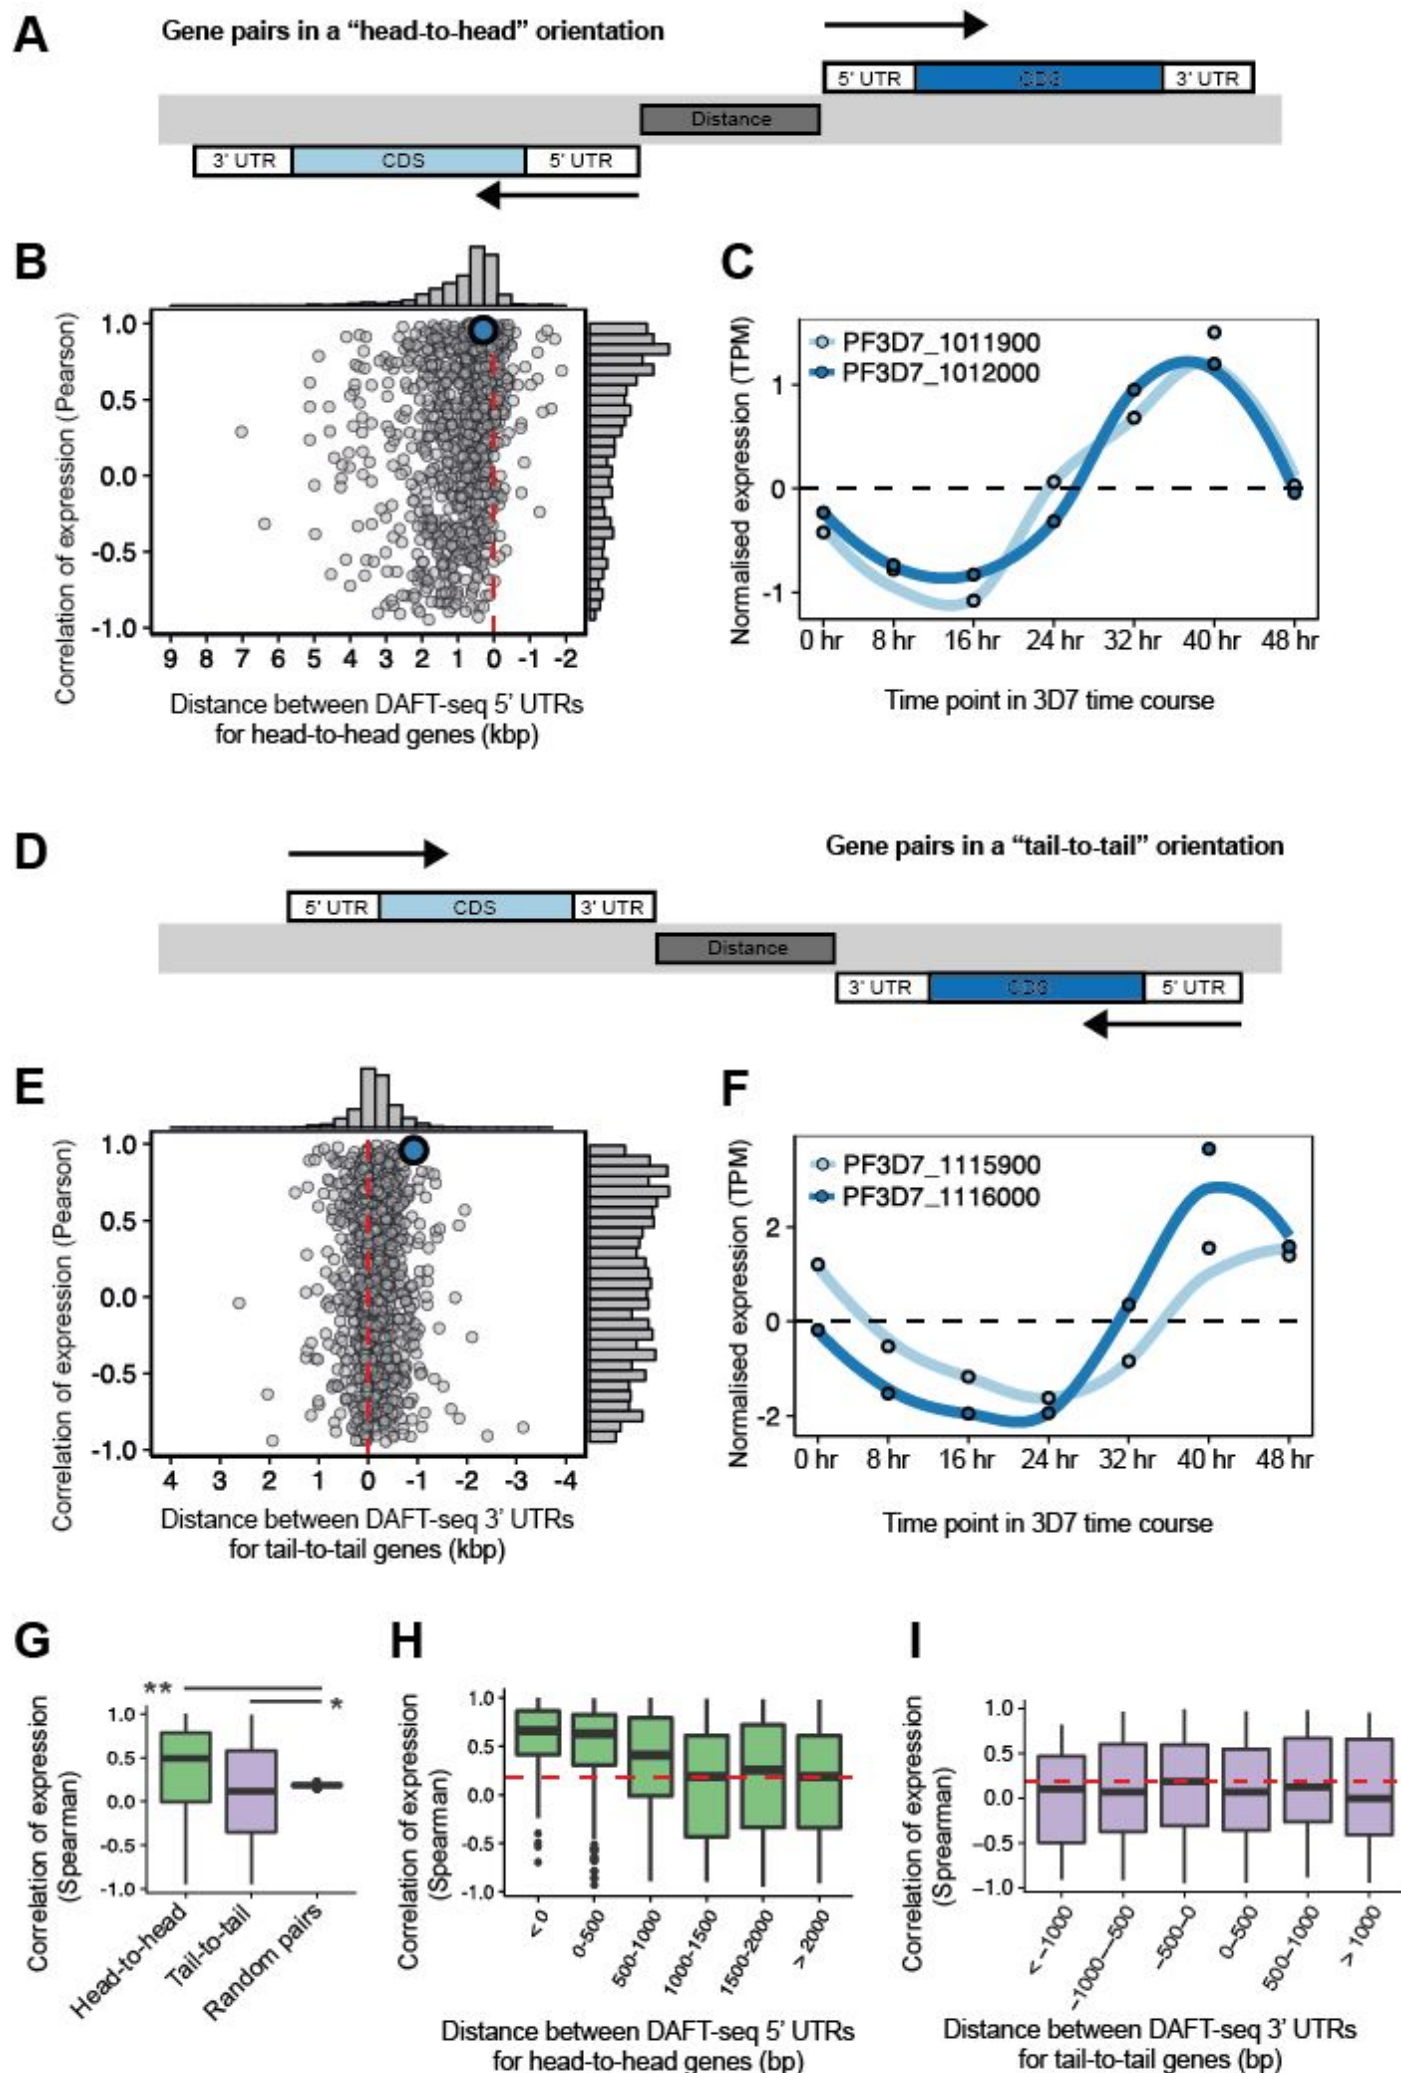 A
Gene pairs in a “head-to-head” orientation
5' UTR CDS 3' UTR
Distance
3' UTR CDS 5' UTR
B
Correlation of expression (Pearson)
1.0
0.5
0.0
-0.5
-1.0
9 8 7 6 5 4 3 2 1 0 -1 -2
Distance between DAFT-seq 5’ UTRs
for head-to-head genes (kbp)
C
Normalised expression (TPM)
PF3D7_1011900
PF3D7_1012000
1
0
-1
0 hr 8 hr 16 hr 24 hr 32 hr 40 hr 48 hr
Time point in 3D7 time course
D
Gene pairs in a “tail-to-tail” orientation
5' UTR CDS 3' UTR
Distance
3' UTR CDS 5' UTR
E
Correlation of expression (Pearson)
1.0
0.5
0.0
-0.5
-1.0
4 3 2 1 0 -1 -2 -3 -4
Distance between DAFT-seq 3’ UTRs
for tail-to-tail genes (kbp)
F
Normalised expression (TPM)
PF3D7_1115900
PF3D7_1116000
2
0
-2
0 hr 8 hr 16 hr 24 hr 32 hr 40 hr 48 hr
Time point in 3D7 time course
G
Correlation of expression
(Spearman)
** *
1.0
0.5
0.0
-0.5
-1.0
Head-to-head
Tail-to-tail
Random pairs
H
Correlation of expression
(Spearman)
1.0
0.5
0.0
-0.5
-1.0
< 0
0-500
500-1000
1000-1500
1500-2000
> 2000
Distance between DAFT-seq 5’ UTRs
for head-to-head genes (bp)
I
Correlation of expression
(Sprearman)
1.0
0.5
0.0
−0.5
−1.0
< −1000
−1000−−500
−500−0
0−500
500−1000
> 1000
Distance between DAFT-seq 3’ UTRs
for tail-to-tail genes (bp)